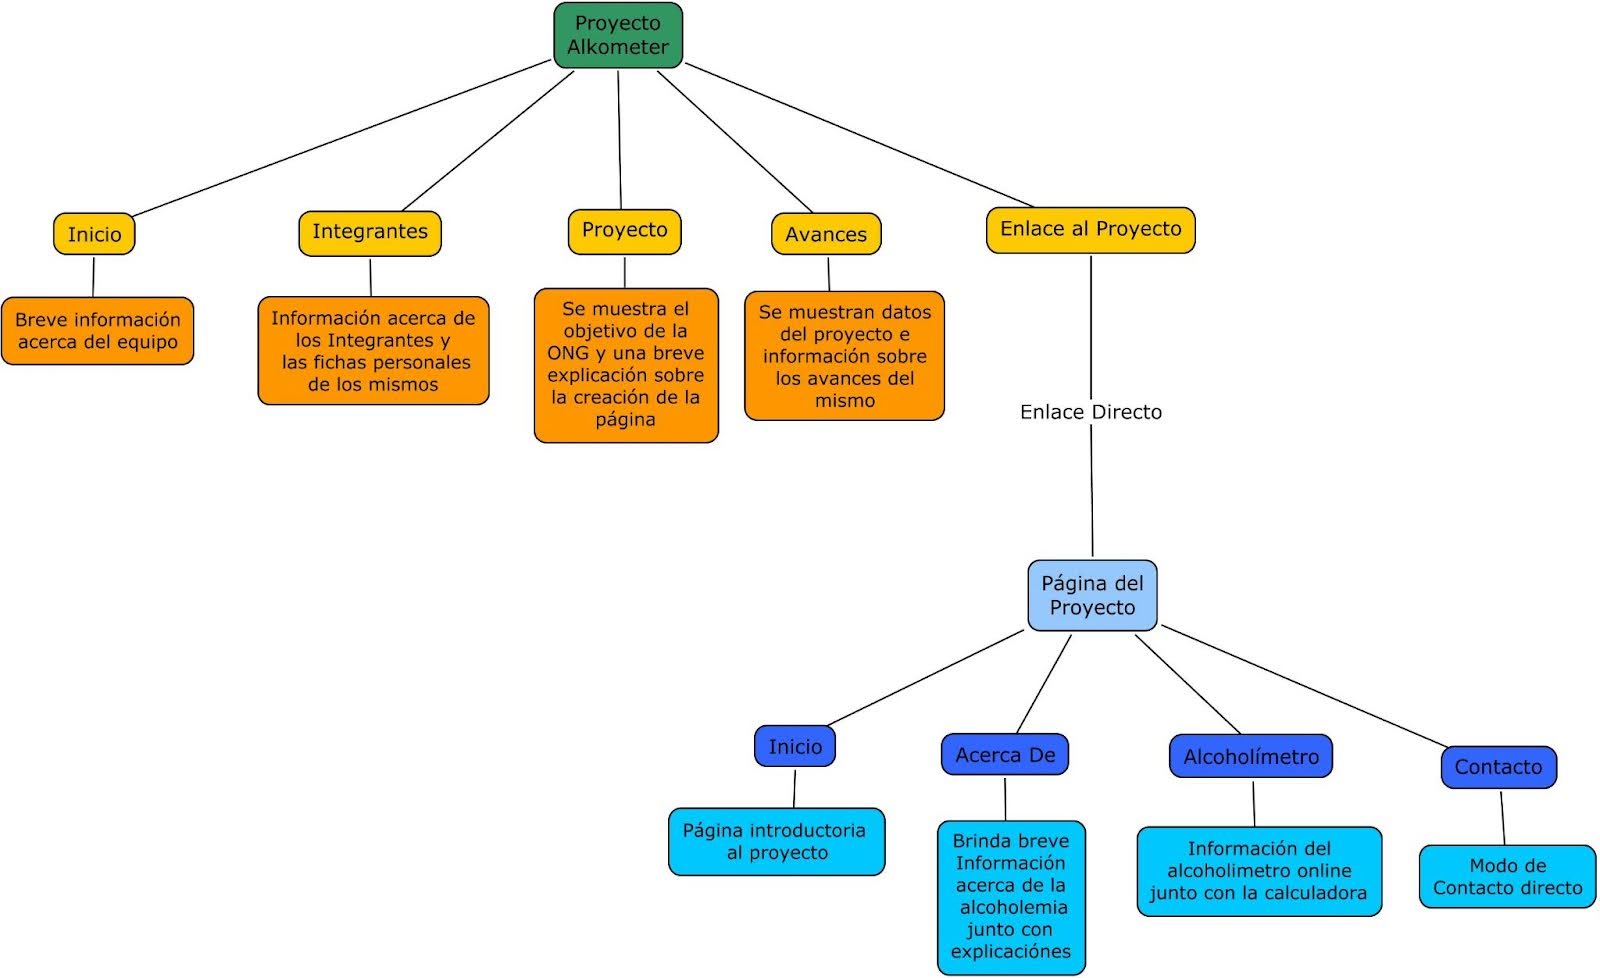 Proyecto
Alkometer
Inicio
Integrantes
Proyecto
Avances
Enlace al Proyecto
Breve información
acerca del equipo
Información acerca de
los Integrantes y
las fichas personales
de los mismos
Se muestra el
objetivo de la
ONG y una breve
explicación sobre
la creación de la
página
Se muestran datos
del proyecto e
información sobre
los avances del
mismo
Enlace Directo
Página del
Proyecto
Inicio
Acerca De
Alcoholímetro
Contacto
Página introductoria
al proyecto
Brinda breve
Información
acerca de la
alcoholemia
junto con
explicaciónes
Información del
alcoholimetro online
junto con la calculadora
Modo de
Contacto directo